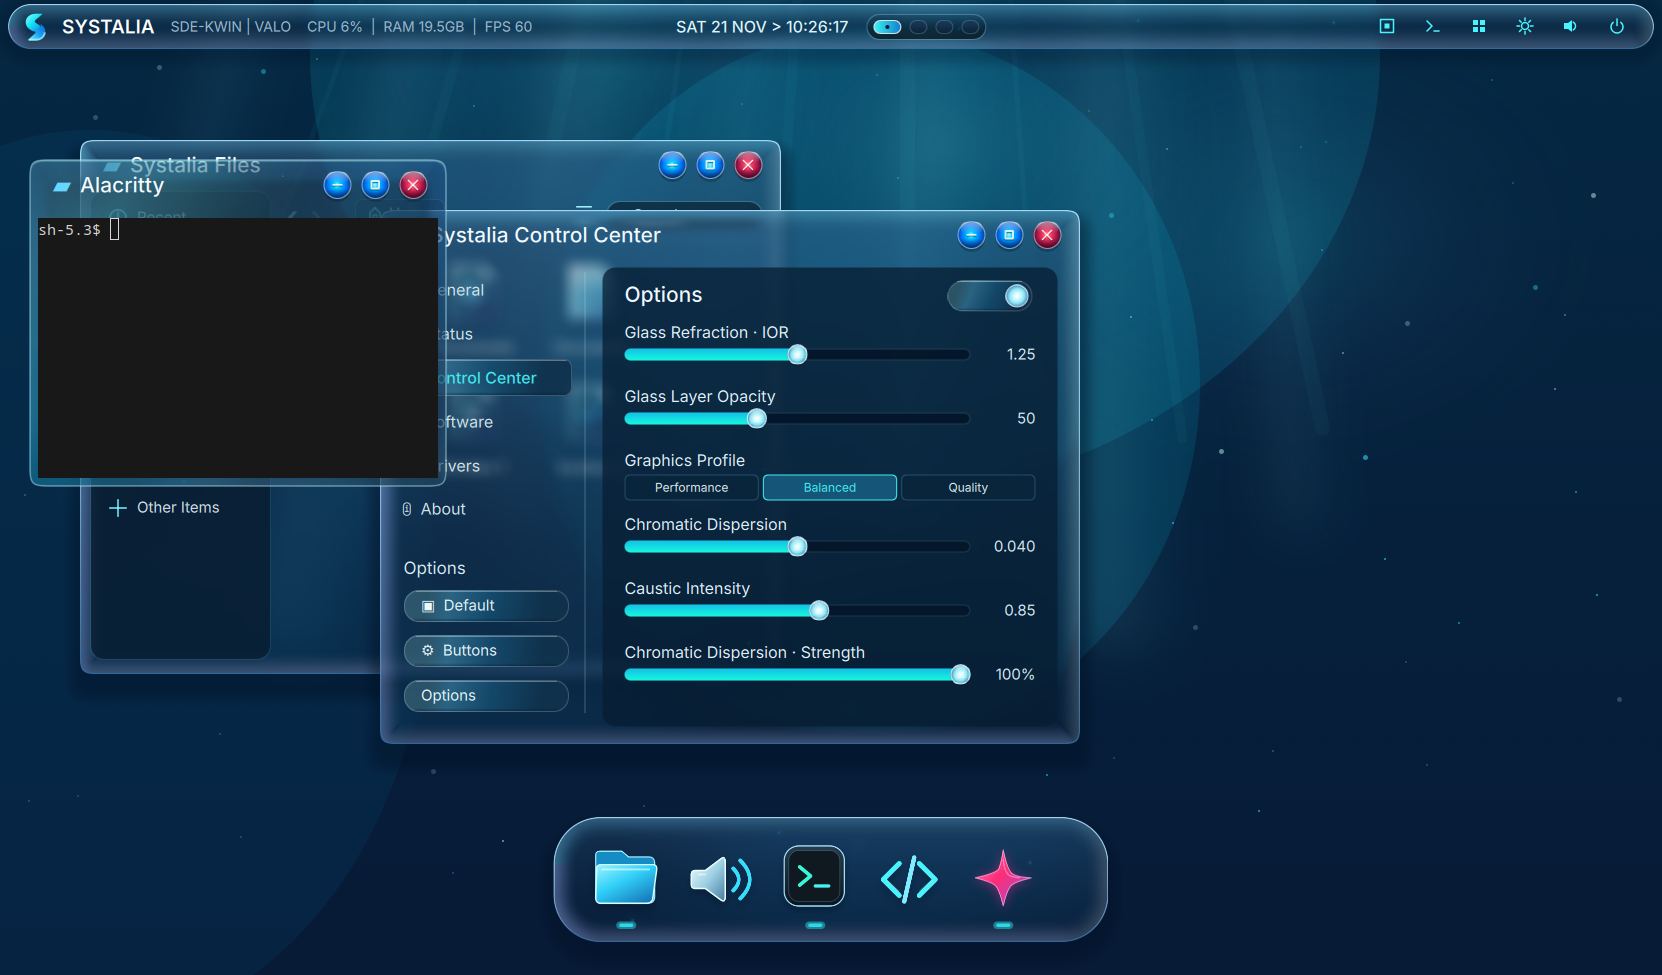 SYSTALIA SDE-KWIN | VALO CPU 6% | RAM 19.5GB | FPS 60 SAT 21 NOV > 10:26:17
Systalia Files
Alacritty
Recent
sh-5.3$
Other Items
ystalia Control Center
eneral
tatus
ontrol Center
oftware
rivers
About
Options
Default
Buttons
Options
Options
Glass Refraction · IOR
1.25
Glass Layer Opacity
50
Graphics Profile
Performance Balanced Quality
Chromatic Dispersion
0.040
Caustic Intensity
0.85
Chromatic Dispersion · Strength
100%